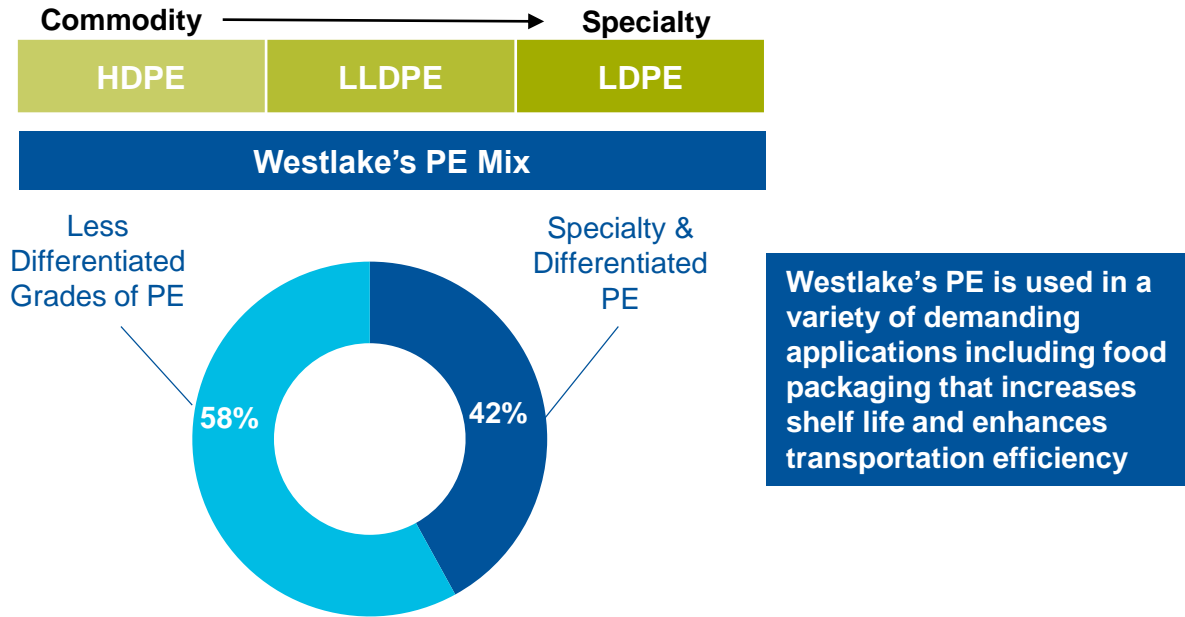 Commodity
Specialty
HDPE
LLDPE
LDPE
Westlake's PE Mix
Less
Differentiated
Grades of PE
Specialty &
Differentiated
PE
58%
42%
Westlake's PE is used in a
variety of demanding
applications including food
packaging that increases
shelf life and enhances
transportation efficiency